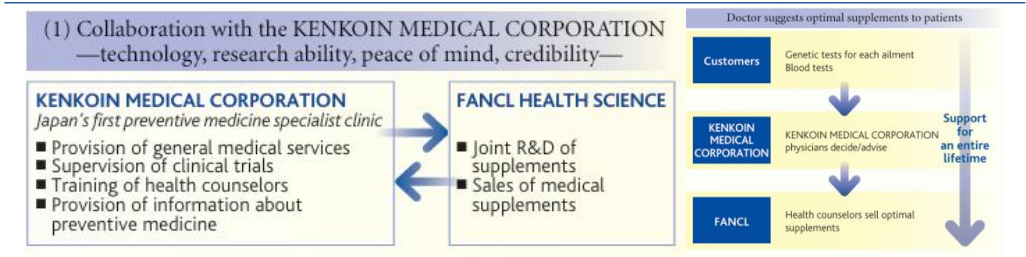 (1) Collaboration with the KENKOIN MEDICAL CORPORATION
—technology, research ability, peace of mind, credibility—
KENKOIN MEDICAL CORPORATION
Japan's first preventive medicine specialist clinic
■ Provision of general medical services
■ Supervision of clinical trials
■ Training of health counselors
■ Provision of information about
preventive medicine
FANCL HEALTH SCIENCE
■ Joint R&D of
supplements
■ Sales of medical
supplements
Doctor suggests optimal supplements to patients
Customers
Genetic tests for each ailment
Blood tests
KENKOIN
MEDICAL
CORPORATION
KENKOIN MEDICAL CORPORATION
physicians decide/advise
Support
for
an entire
lifetime
FANCL
Health counselors sell optimal
supplements